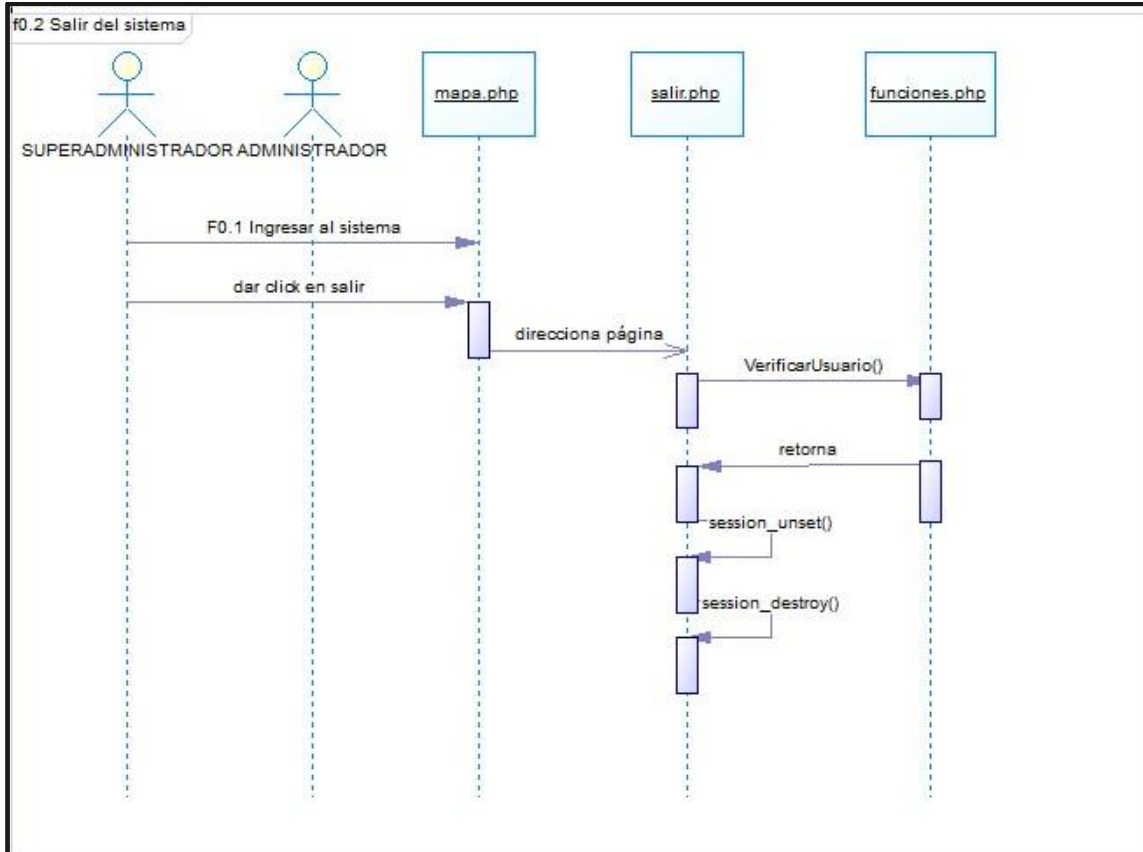 f0.2 Salir del sistema
SUPERADMINISTRADOR
ADMINISTRADOR
mapa.php
salir.php
funciones.php
F0.1 Ingresar al sistema
dar click en salir
direcciona página
VerificarUsuario()
retorna
session_unset()
session_destroy()